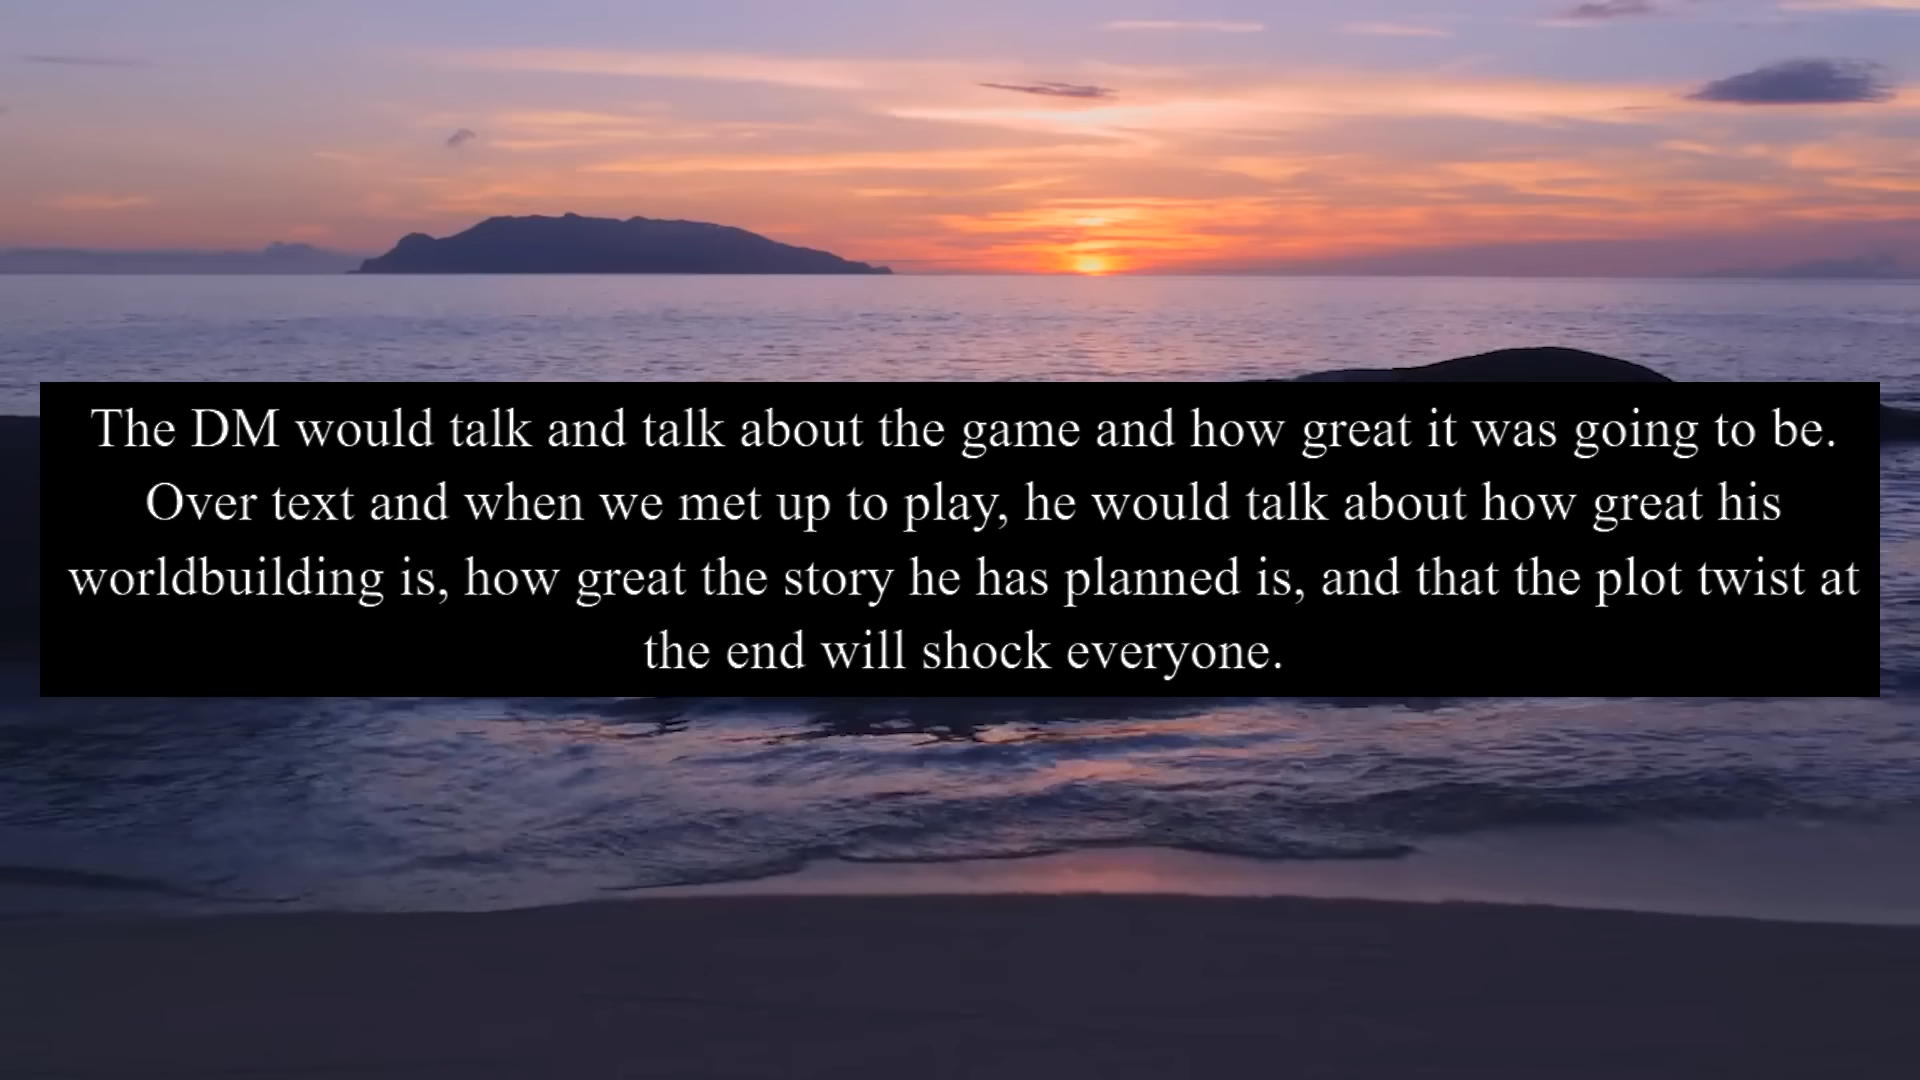 The DM would talk and talk about the game and how great it was going to be.
Over text and when we met up to play, he would talk about how great his
worldbuilding is, how great the story he has planned is, and that the plot twist at
the end will shock everyone.